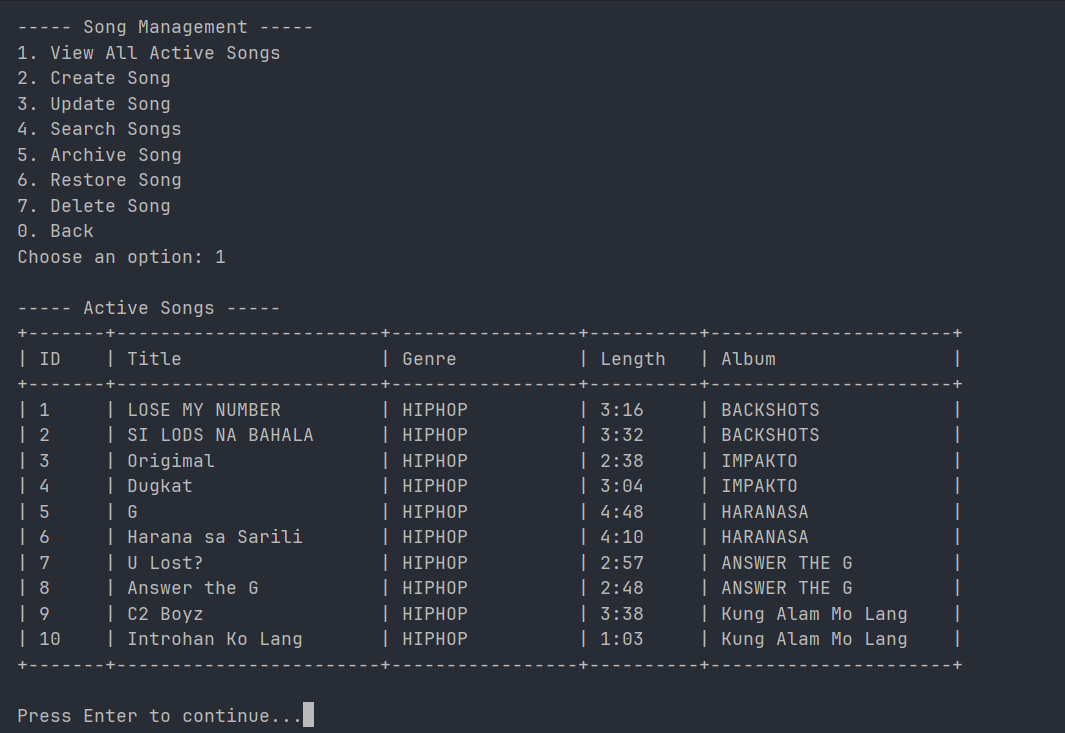 ----- Song Management -----
1. View All Active Songs
2. Create Song
3. Update Song
4. Search Songs
5. Archive Song
6. Restore Song
7. Delete Song
0. Back
Choose an option: 1
----- Active Songs -----
+-------+------------------------+-----------------+----------+----------------------+
| ID    | Title                  | Genre           | Length   | Album                |
+-------+------------------------+-----------------+----------+----------------------+
| 1     | LOSE MY NUMBER         | HIPHOP          | 3:16     | BACKSHOTS            |
| 2     | SI LODS NA BAHALA      | HIPHOP          | 3:32     | BACKSHOTS            |
| 3     | Origimal               | HIPHOP          | 2:38     | IMPAKTO              |
| 4     | Dugkat                 | HIPHOP          | 3:04     | IMPAKTO              |
| 5     | G                      | HIPHOP          | 4:48     | HARANASA             |
| 6     | Harana sa Sarili       | HIPHOP          | 4:10     | HARANASA             |
| 7     | U Lost?                | HIPHOP          | 2:57     | ANSWER THE G         |
| 8     | Answer the G           | HIPHOP          | 2:48     | ANSWER THE G         |
| 9     | C2 Boyz                | HIPHOP          | 3:38     | Kung Alam Mo Lang    |
| 10    | Introhan Ko Lang       | HIPHOP          | 1:03     | Kung Alam Mo Lang    |
+-------+------------------------+-----------------+----------+----------------------+
Press Enter to continue...